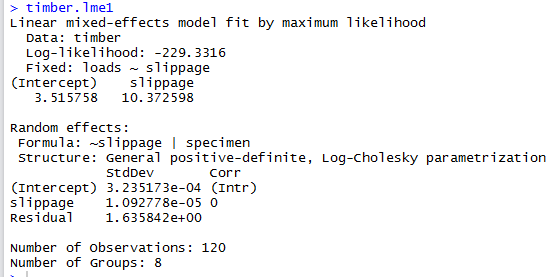 > timber.lme1
Linear mixed-effects model fit by maximum likelihood
  Data: timber
  Log-likelihood: -229.3316
  Fixed: loads ~ slippage
(Intercept)    slippage
   3.515758   10.372598

Random effects:
 Formula: ~slippage | specimen
 Structure: General positive-definite, Log-Cholesky parametrization
            StdDev       Corr
(Intercept) 3.235173e-04 (Intr)
slippage    1.092778e-05 0
Residual    1.635842e+00

Number of Observations: 120
Number of Groups: 8
>